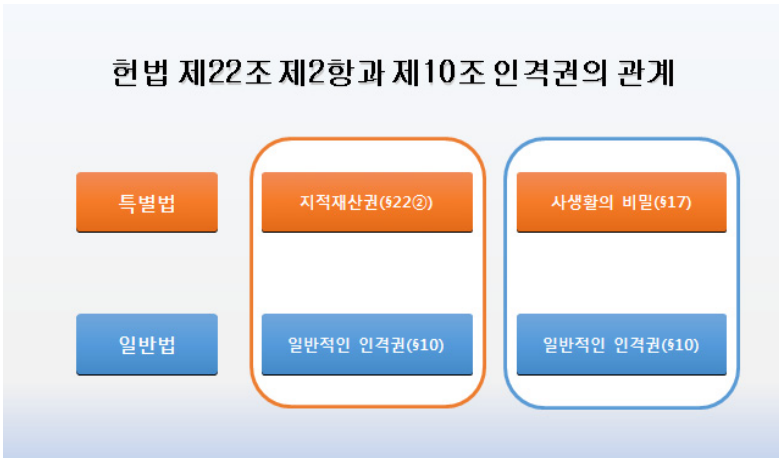 헌법 제22조 제2항과 제10조 인격권의 관계
특별법 지적재산권(§22②) 사생활의 비밀(§17)
일반법 일반적인 인격권(§10) 일반적인 인격권(§10)